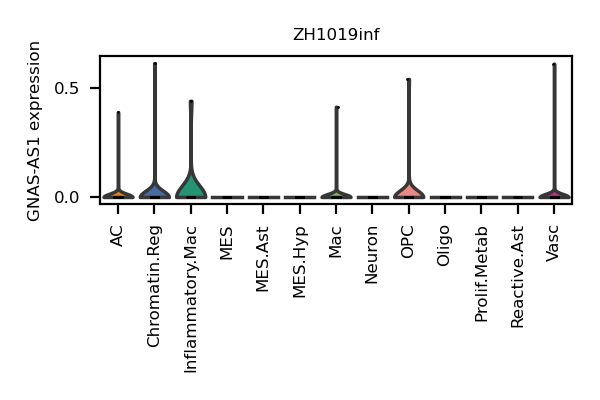 ZH1019inf
GNAS-AS1 expression
0.5
0.0
AC
Chromatin.Reg
Inflammatory.Mac
MES
MES.Ast
MES.Hyp
Mac
Neuron
OPC
Oligo
Prolif.Metab
Reactive.Ast
Vasc